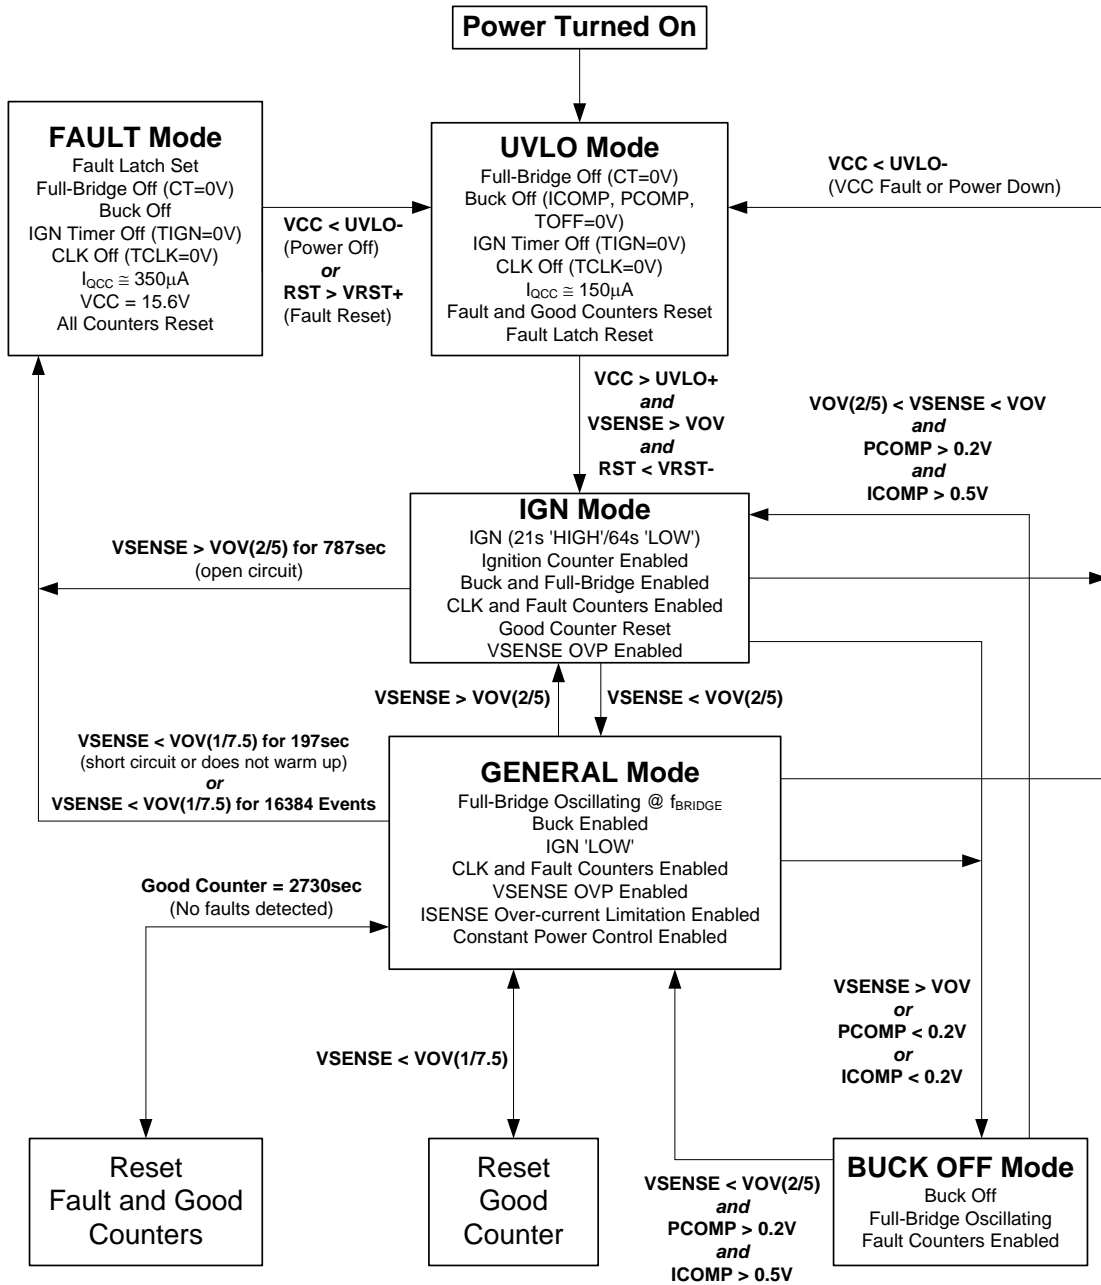 Power Turned On
FAULT Mode
Fault Latch Set
Full-Bridge Off (CT=0V)
Buck Off
IGN Timer Off (TIGN=0V)
CLK Off (TCLK=0V)
IQCC ≅ 350μA
VCC = 15.6V
All Counters Reset
VCC < UVLO-
(Power Off)
or
RST > VRST+
(Fault Reset)
UVLO Mode
Full-Bridge Off (CT=0V)
Buck Off (ICOMP, PCOMP,
TOFF=0V)
IGN Timer Off (TIGN=0V)
CLK Off (TCLK=0V)
IQCC ≅ 150μA
Fault and Good Counters Reset
Fault Latch Reset
VCC < UVLO-
(VCC Fault or Power Down)
VCC > UVLO+
and
VSENSE > VOV
and
RST < VRST-
VOV(2/5) < VSENSE < VOV
and
PCOMP > 0.2V
and
ICOMP > 0.5V
IGN Mode
IGN (21s 'HIGH'/64s 'LOW')
Ignition Counter Enabled
Buck and Full-Bridge Enabled
CLK and Fault Counters Enabled
Good Counter Reset
VSENSE OVP Enabled
VSENSE > VOV(2/5) for 787sec
(open circuit)
VSENSE > VOV(2/5)
VSENSE < VOV(2/5)
VSENSE < VOV(1/7.5) for 197sec
(short circuit or does not warm up)
or
VSENSE < VOV(1/7.5) for 16384 Events
GENERAL Mode
Full-Bridge Oscillating @ fBRIDGE
Buck Enabled
IGN 'LOW'
CLK and Fault Counters Enabled
VSENSE OVP Enabled
ISENSE Over-current Limitation Enabled
Constant Power Control Enabled
Good Counter = 2730sec
(No faults detected)
VSENSE < VOV(1/7.5)
VSENSE > VOV
or
PCOMP < 0.2V
or
ICOMP < 0.2V
Reset
Fault and Good
Counters
Reset
Good
Counter
VSENSE < VOV(2/5)
and
PCOMP > 0.2V
and
ICOMP > 0.5V
BUCK OFF Mode
Buck Off
Full-Bridge Oscillating
Fault Counters Enabled